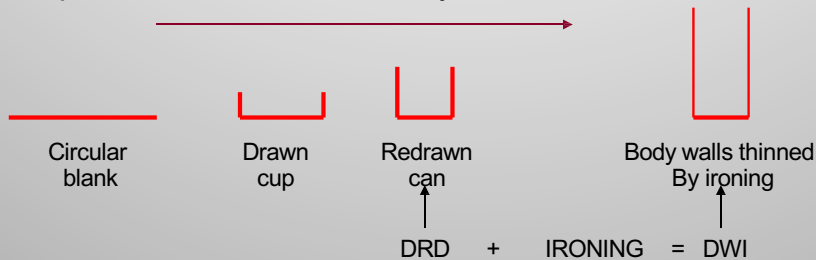 Circular
blank
Drawn
cup
Redrawn
can
Body walls thinned
By ironing
DRD + IRONING = DWI